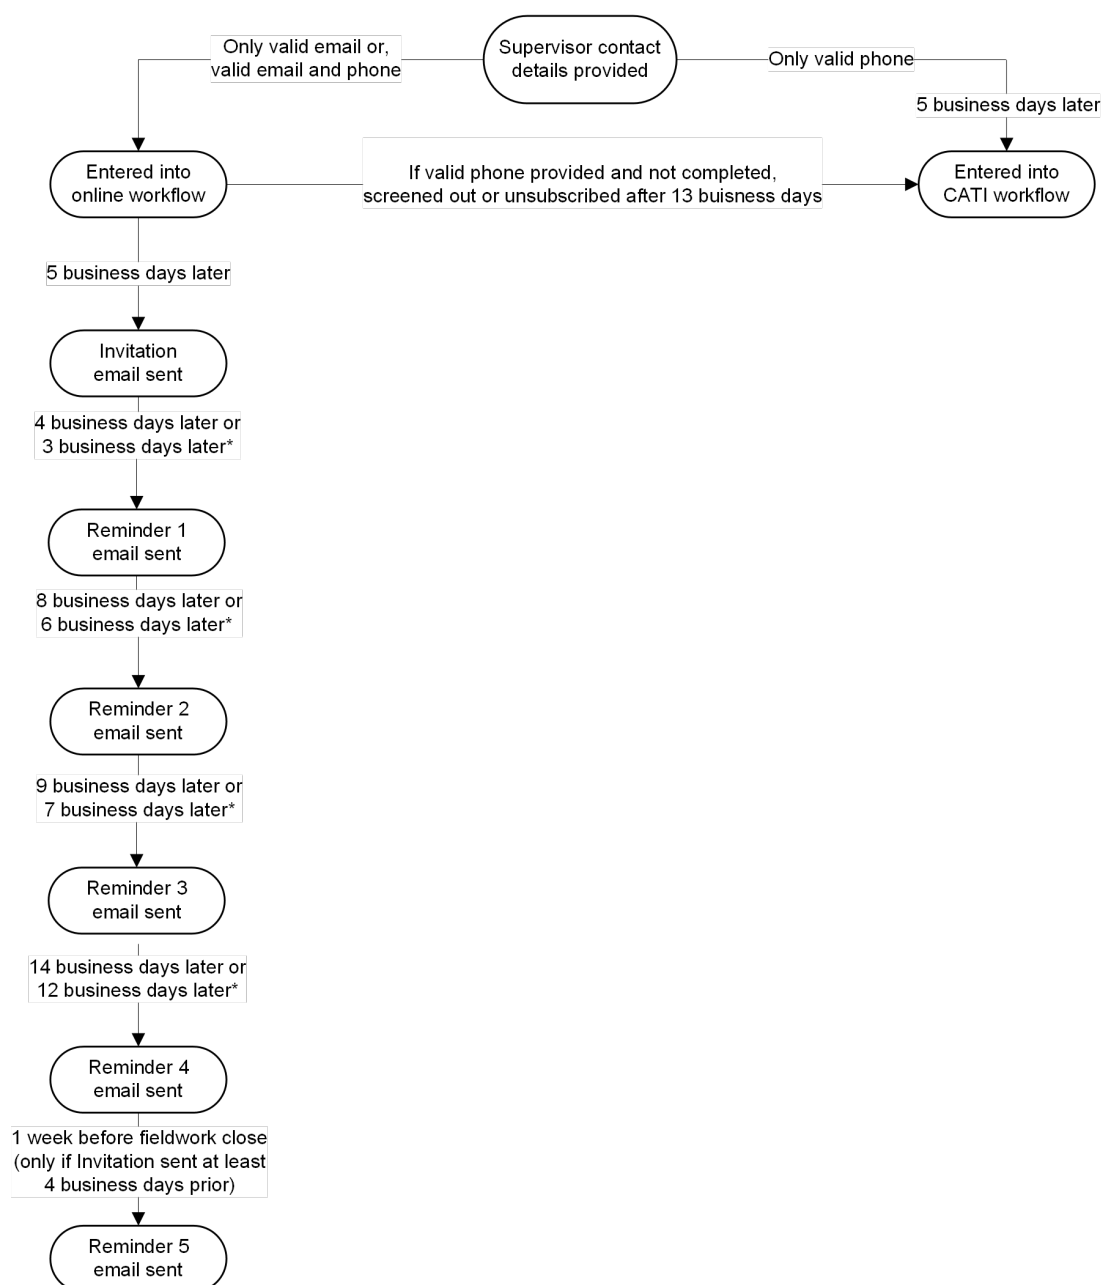 Supervisor contact
details provided
Only valid email or,
valid email and phone
Only valid phone
5 business days later
Entered into
online workflow
If valid phone provided and not completed,
screened out or unsubscribed after 13 buisness days
Entered into
CATI workflow
5 business days later
Invitation
email sent
4 business days later or
3 business days later*
Reminder 1
email sent
8 business days later or
6 business days later*
Reminder 2
email sent
9 business days later or
7 business days later*
Reminder 3
email sent
14 business days later or
12 business days later*
Reminder 4
email sent
1 week before fieldwork close
(only if Invitation sent at least
4 business days prior)
Reminder 5
email sent